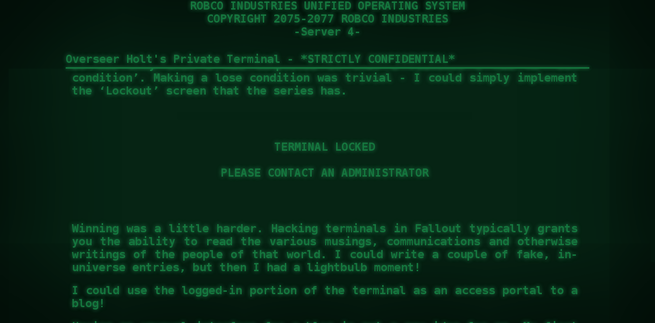 ROBCO INDUSTRIES UNIFIED OPERATING SYSTEM
COPYRIGHT 2075-2077 ROBCO INDUSTRIES
-Server 4-
Overseer Holt's Private Terminal - *STRICTLY CONFIDENTIAL*
condition’. Making a lose condition was trivial - I could simply implement
the ‘Lockout’ screen that the series has.
TERMINAL LOCKED
PLEASE CONTACT AN ADMINISTRATOR
Winning was a little harder. Hacking terminals in Fallout typically grants
you the ability to read the various musings, communications and otherwise
writings of the people of that world. I could write a couple of fake, in-
universe entries, but then I had a lightbulb moment!
I could use the logged-in portion of the terminal as an access portal to a
blog!